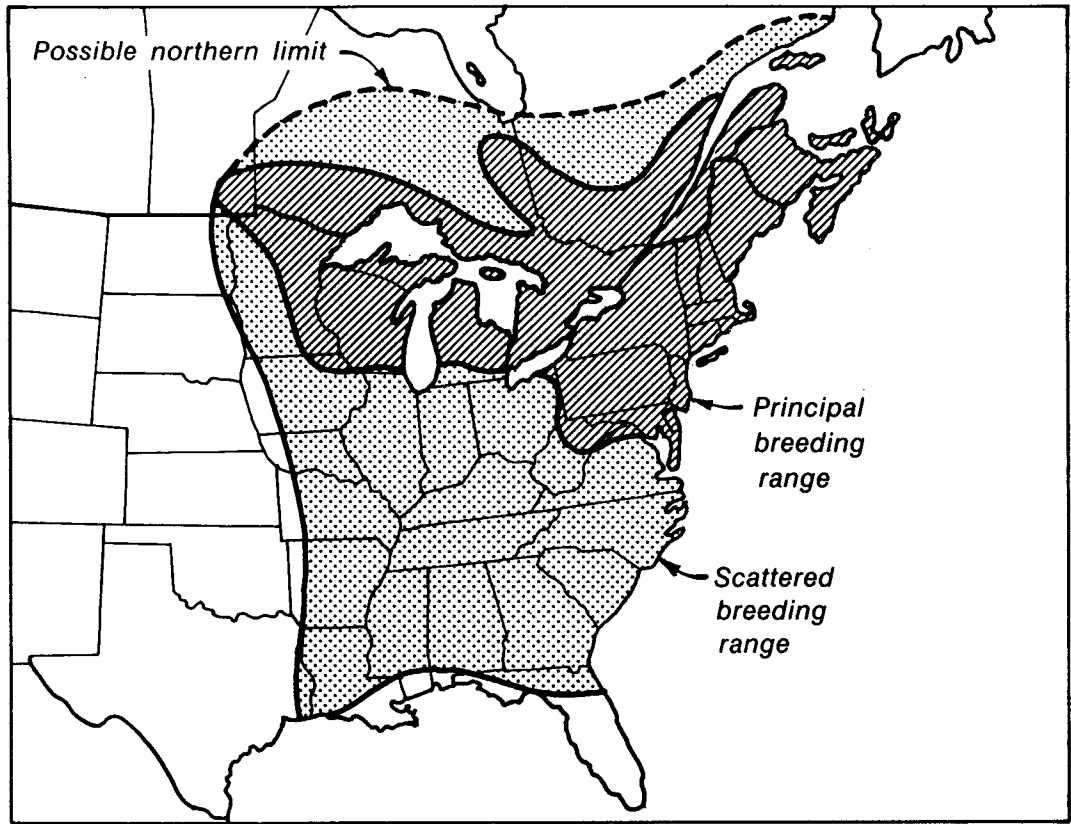 Possible northern limit
Principal
breeding
range
Scattered
breeding
range